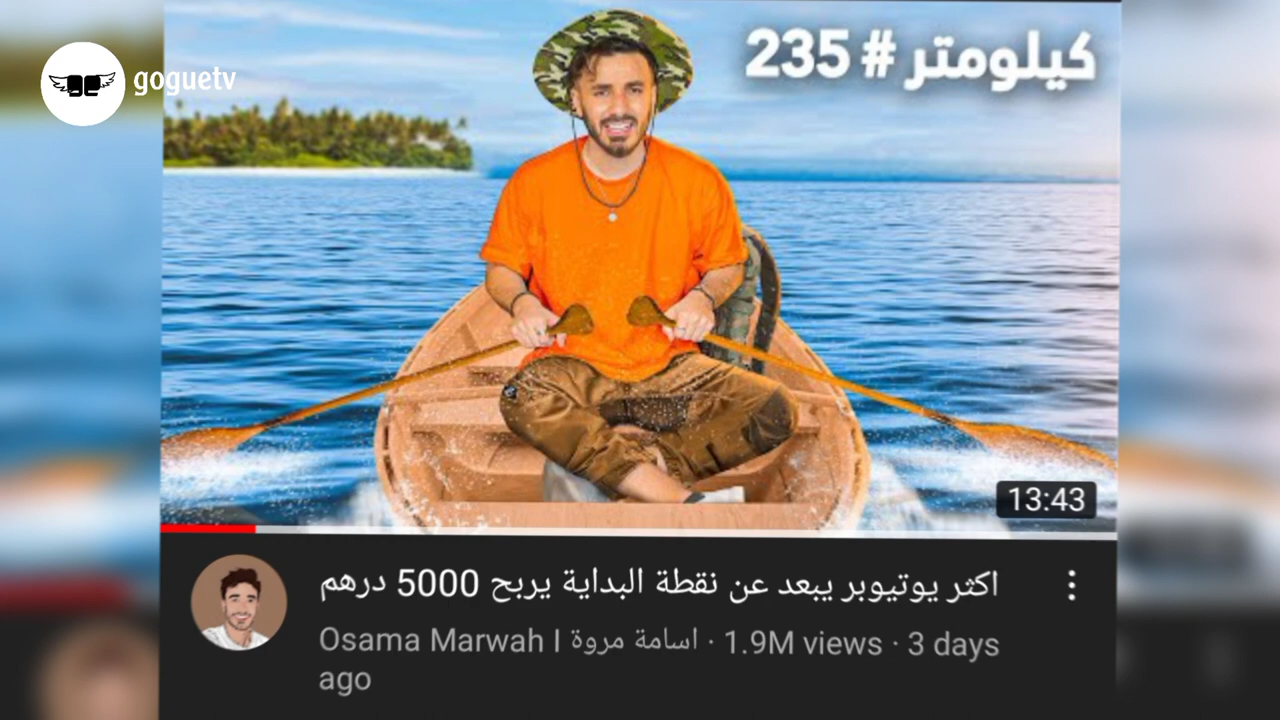 goguetv
كيلومتر # 235
13:43
اكثر يوتيوبر يبعد عن نقطة البداية يربح 5000 درهم
Osama Marwah I اسامة مروة · 1.9M views · 3 days
ago